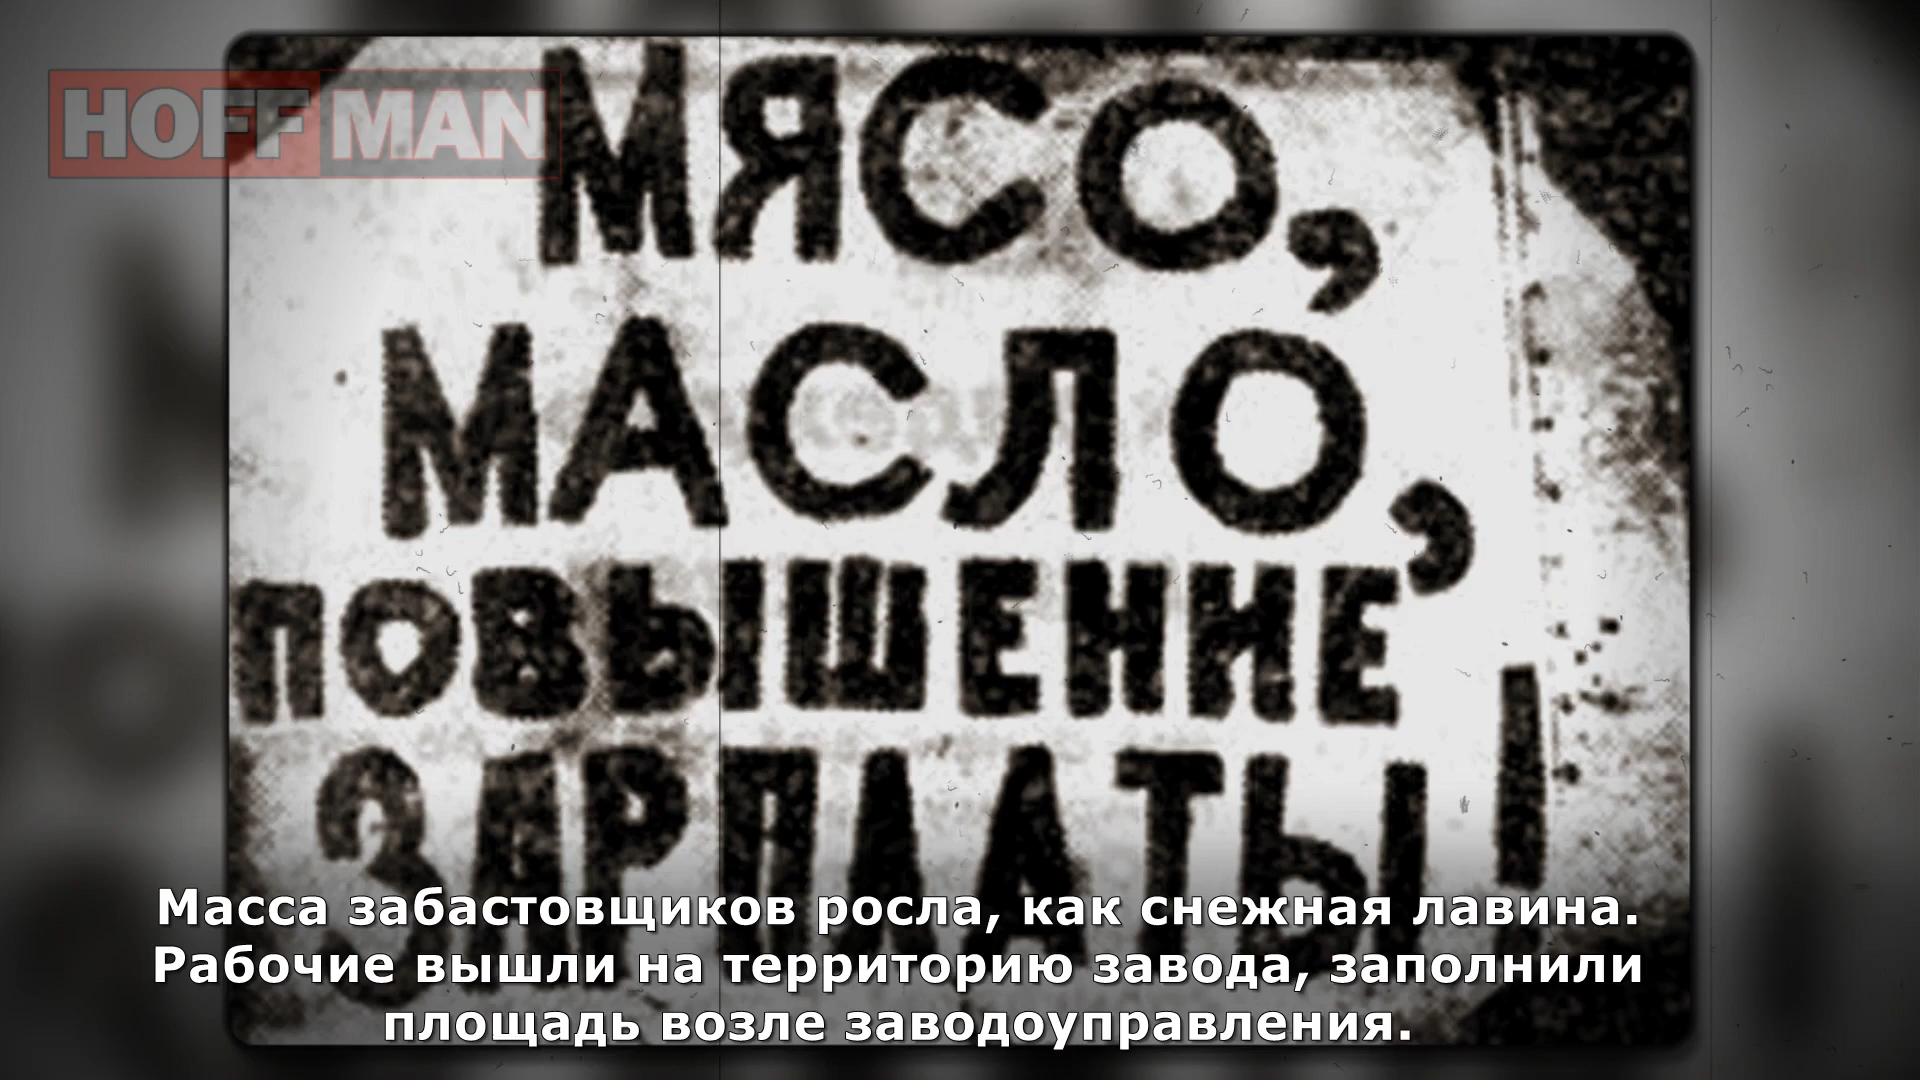 HOFFMAN
МЯСО,
МАСЛО,
ПОВЫШЕНИЕ
ЗАРПЛАТЫ!
Масса забастовщиков росла, как снежная лавина.
Рабочие вышли на территорию завода, заполнили
площадь возле заводоуправления.